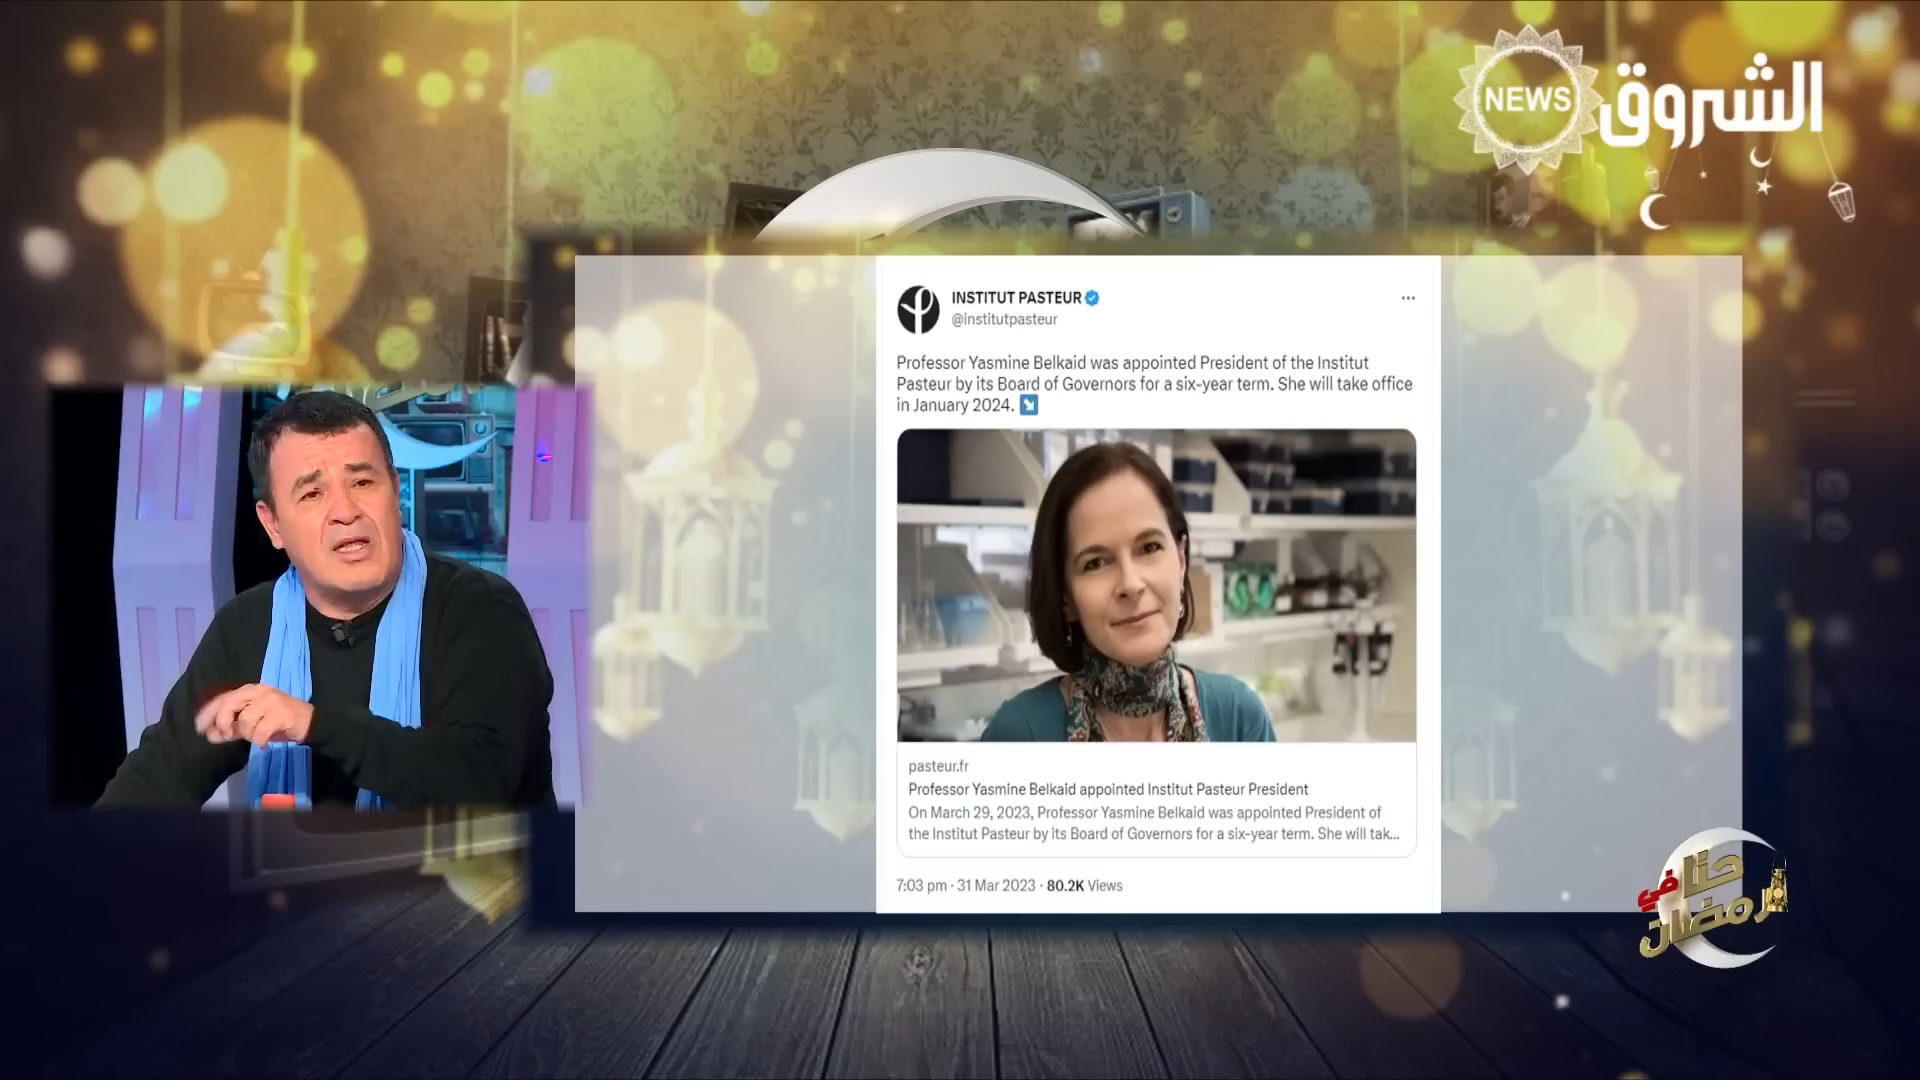 NEWS
الشروق
INSTITUT PASTEUR
@institutpasteur
Professor Yasmine Belkaid was appointed President of the Institut
Pasteur by its Board of Governors for a six-year term. She will take office
in January 2024.
pasteur.fr
Professor Yasmine Belkaid appointed Institut Pasteur President
On March 29, 2023, Professor Yasmine Belkaid was appointed President of
the Institut Pasteur by its Board of Governors for a six-year term. She will tak...
7:03 pm · 31 Mar 2023 · 80.2K Views
حنا في
رمضان